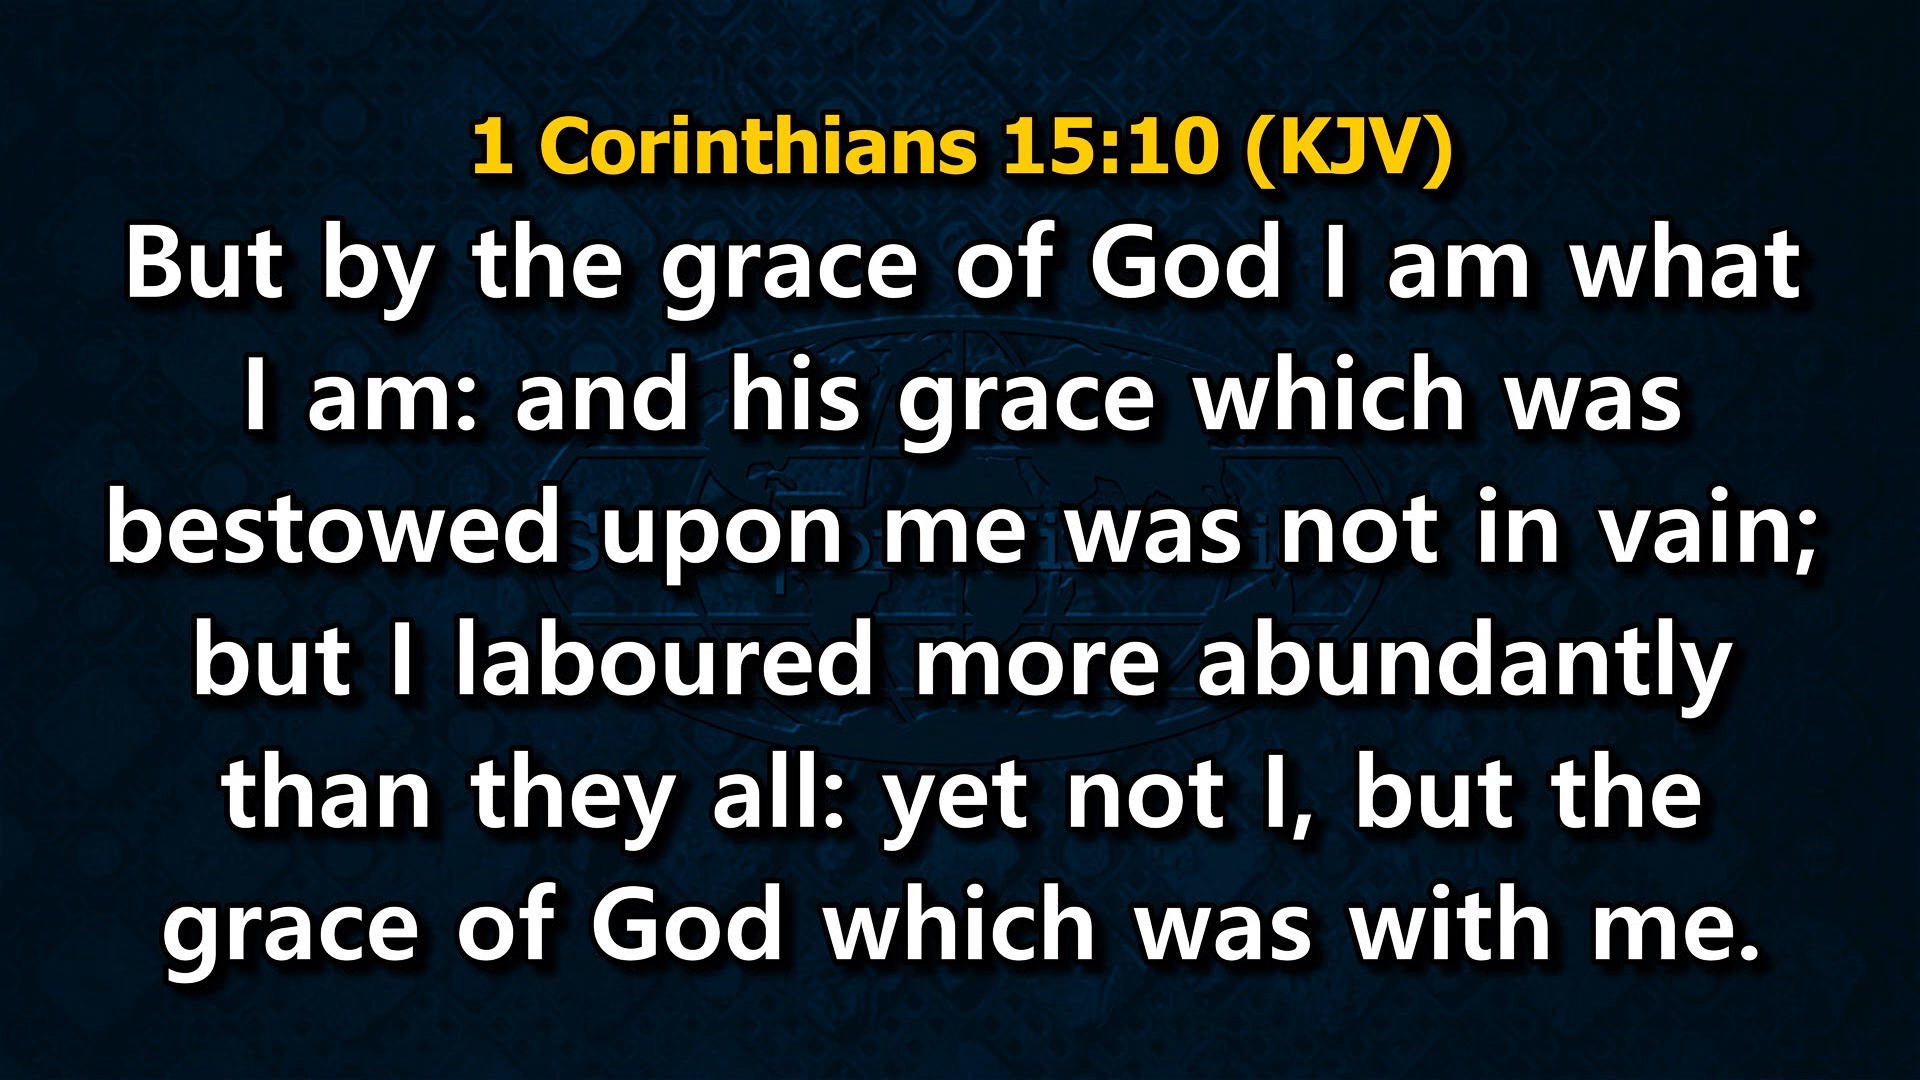 1 Corinthians 15:10 (KJV)
But by the grace of God I am what
I am: and his grace which was
bestowed upon me was not in vain;
but I laboured more abundantly
than they all: yet not I, but the
grace of God which was with me.